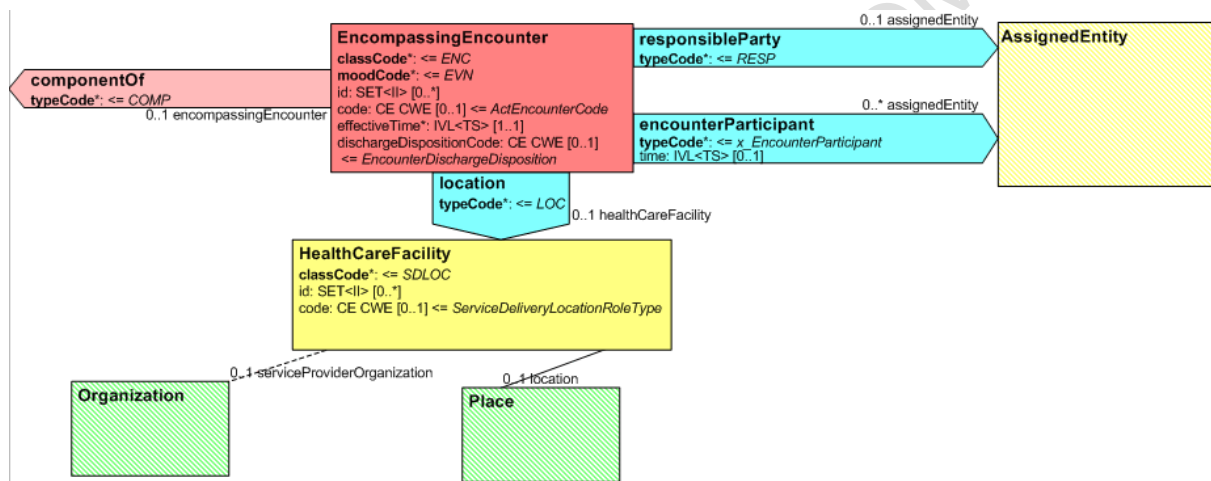 0..1 assignedEntity
EncompassingEncounter
classCode*: <= ENC
moodCode*: <= EVN
id: SET<II> [0..*]
code: CE CWE [0..1] <= ActEncounterCode
effectiveTime*: IVL<TS> [1..1]
dischargeDispositionCode: CE CWE [0..1]
<= EncounterDischargeDisposition
responsibleParty
typeCode*: <= RESP
AssignedEntity
componentOf
typeCode*: <= COMP
0..1 encompassingEncounter
0..* assignedEntity
encounterParticipant
typeCode*: <= x_EncounterParticipant
time: IVL<TS> [0..1]
location
typeCode*: <= LOC
0..1 healthCareFacility
HealthCareFacility
classCode*: <= SDLOC
id: SET<II> [0..*]
code: CE CWE [0..1] <= ServiceDeliveryLocationRoleType
0..1 serviceProviderOrganization
0..1 location
Organization
Place